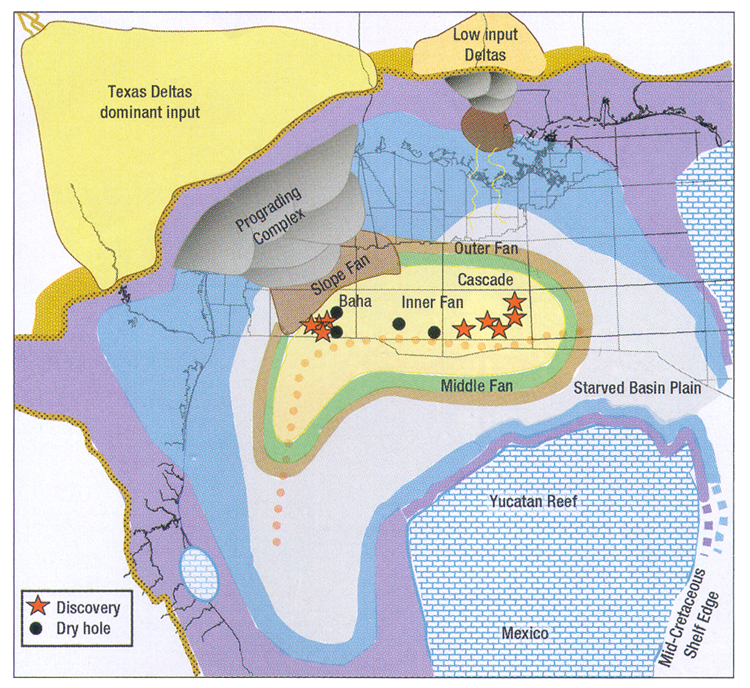 Low input
Deltas
Texas Deltas
dominant input
Prograding
Complex
Slope Fan
Outer Fan
Cascade
Baha
Inner Fan
Middle Fan
Starved Basin Plain
Yucatan Reef
Mexico
Mid-Cretaceous
Shelf Edge
Discovery
Dry hole